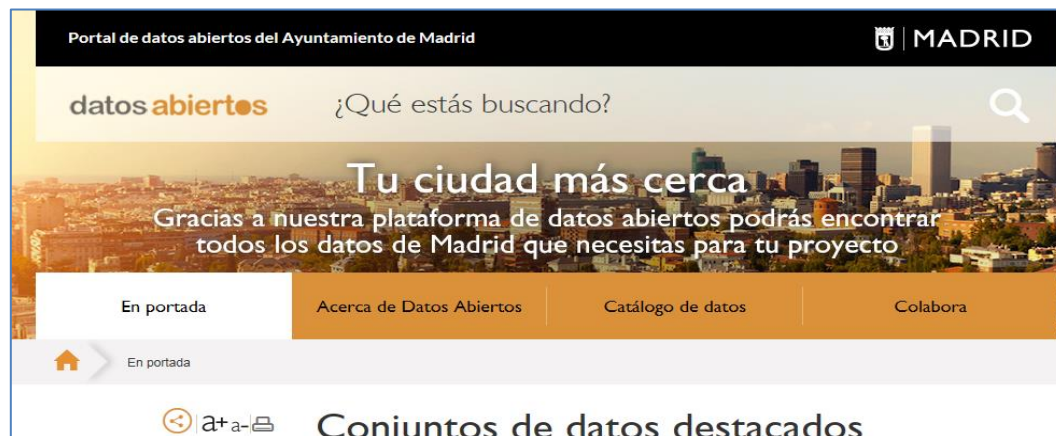 Portal de datos abiertos del Ayuntamiento de Madrid
MADRID
datos abiertos
¿Qué estás buscando?
Tu ciudad más cerca
Gracias a nuestra plataforma de datos abiertos podrás encontrar
todos los datos de Madrid que necesitas para tu proyecto
En portada
Acerca de Datos Abiertos
Catálogo de datos
Colabora
En portada
a+ a-
Conjuntos de datos destacados